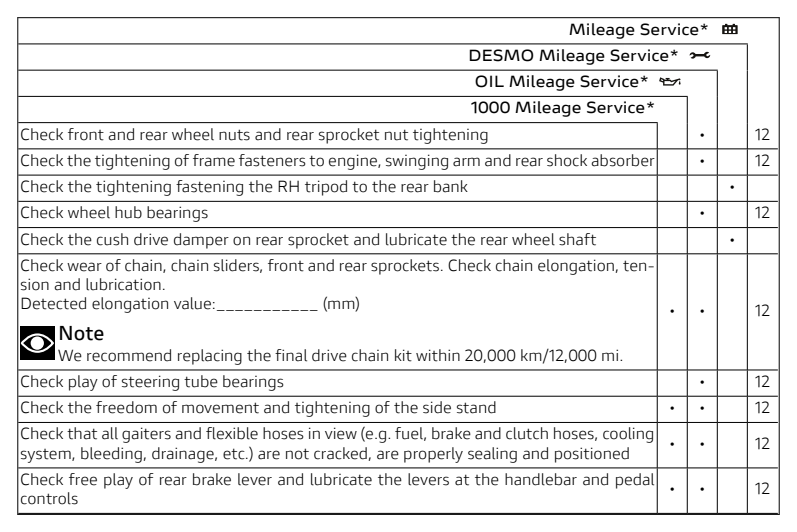 Mileage Service*
DESMO Mileage Service*
OIL Mileage Service*
1000 Mileage Service*
Check front and rear wheel nuts and rear sprocket nut tightening • 12
Check the tightening of frame fasteners to engine, swinging arm and rear shock absorber • 12
Check the tightening fastening the RH tripod to the rear bank •
Check wheel hub bearings • 12
Check the cush drive damper on rear sprocket and lubricate the rear wheel shaft •
Check wear of chain, chain sliders, front and rear sprockets. Check chain elongation, ten-
sion and lubrication.
Detected elongation value:___________ (mm) • • 12
Note
We recommend replacing the final drive chain kit within 20,000 km/12,000 mi.
Check play of steering tube bearings • 12
Check the freedom of movement and tightening of the side stand • • 12
Check that all gaiters and flexible hoses in view (e.g. fuel, brake and clutch hoses, cooling
system, bleeding, drainage, etc.) are not cracked, are properly sealing and positioned • • 12
Check free play of rear brake lever and lubricate the levers at the handlebar and pedal
controls • • 12